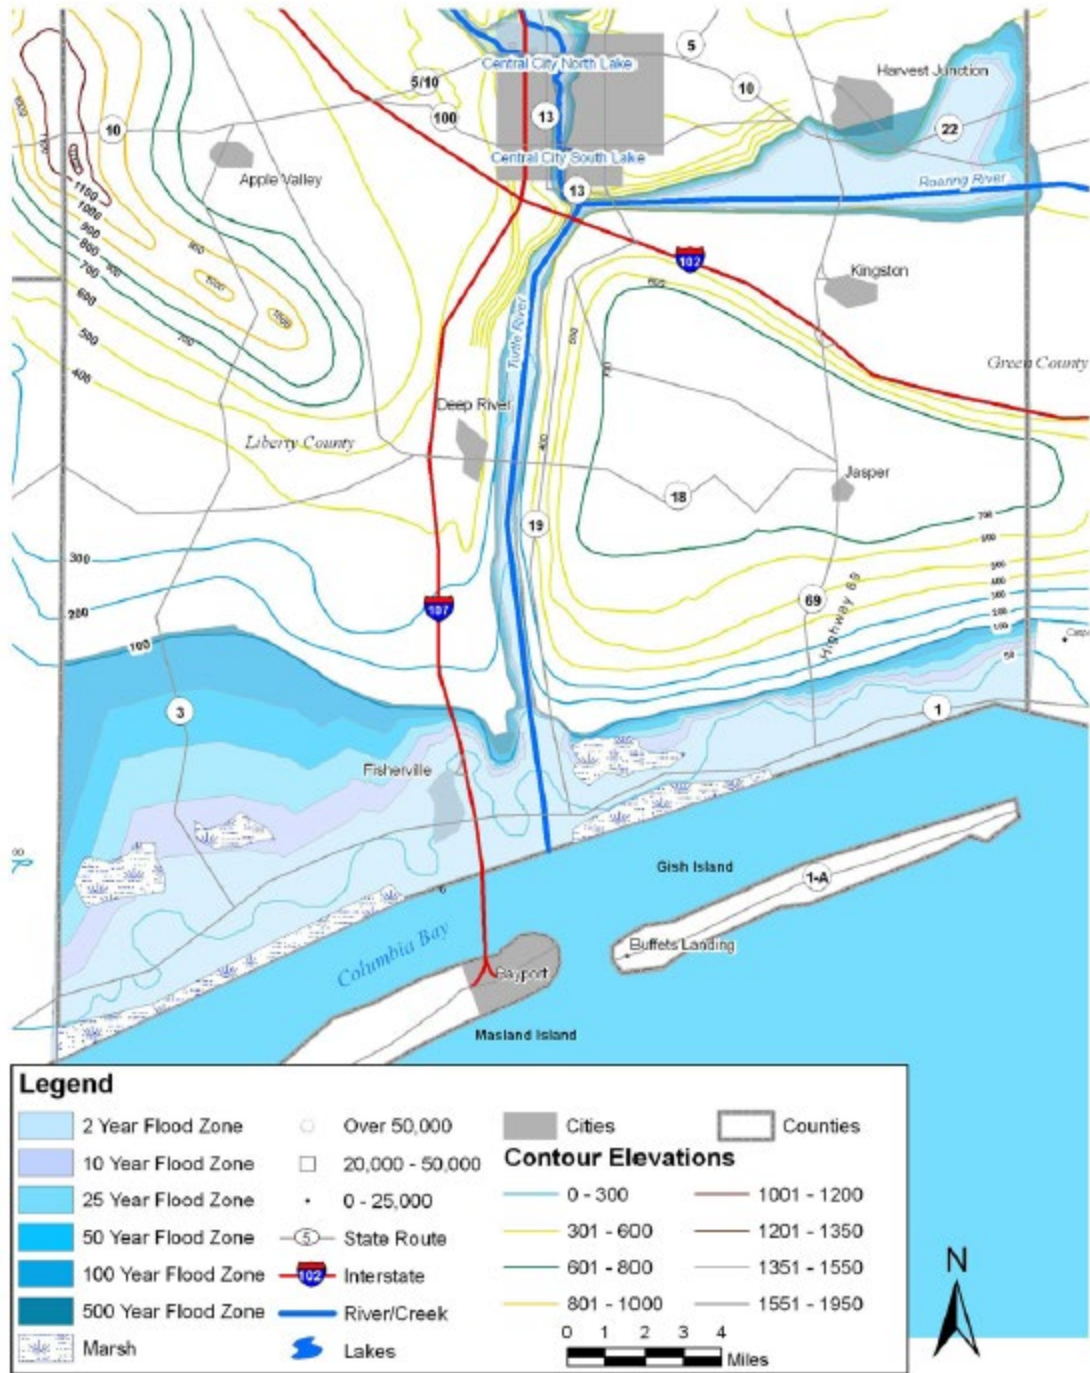 5
Central City North Lake
Harvest Junction
5/10
10
100
13
22
10
Central City South Lake
Apple Valley
Roaring River
13
1100
1000
900
800
700
600
500
400
102
Kingston
Turtle River
Green County
Deep River
Liberty County
Jasper
18
19
700
300
200
100
107
69
Highway 69
50
3
1
Fisherville
Gish Island
1-A
Columbia Bay
Buffets Landing
Bayport
Masland Island
Legend
2 Year Flood Zone
10 Year Flood Zone
25 Year Flood Zone
50 Year Flood Zone
100 Year Flood Zone
500 Year Flood Zone
Marsh
Over 50,000
20,000 - 50,000
0 - 25,000
5 State Route
102 Interstate
River/Creek
Lakes
Cities
Counties
Contour Elevations
0 - 300
301 - 600
601 - 800
801 - 1000
1001 - 1200
1201 - 1350
1351 - 1550
1551 - 1950
0 1 2 3 4
Miles
N